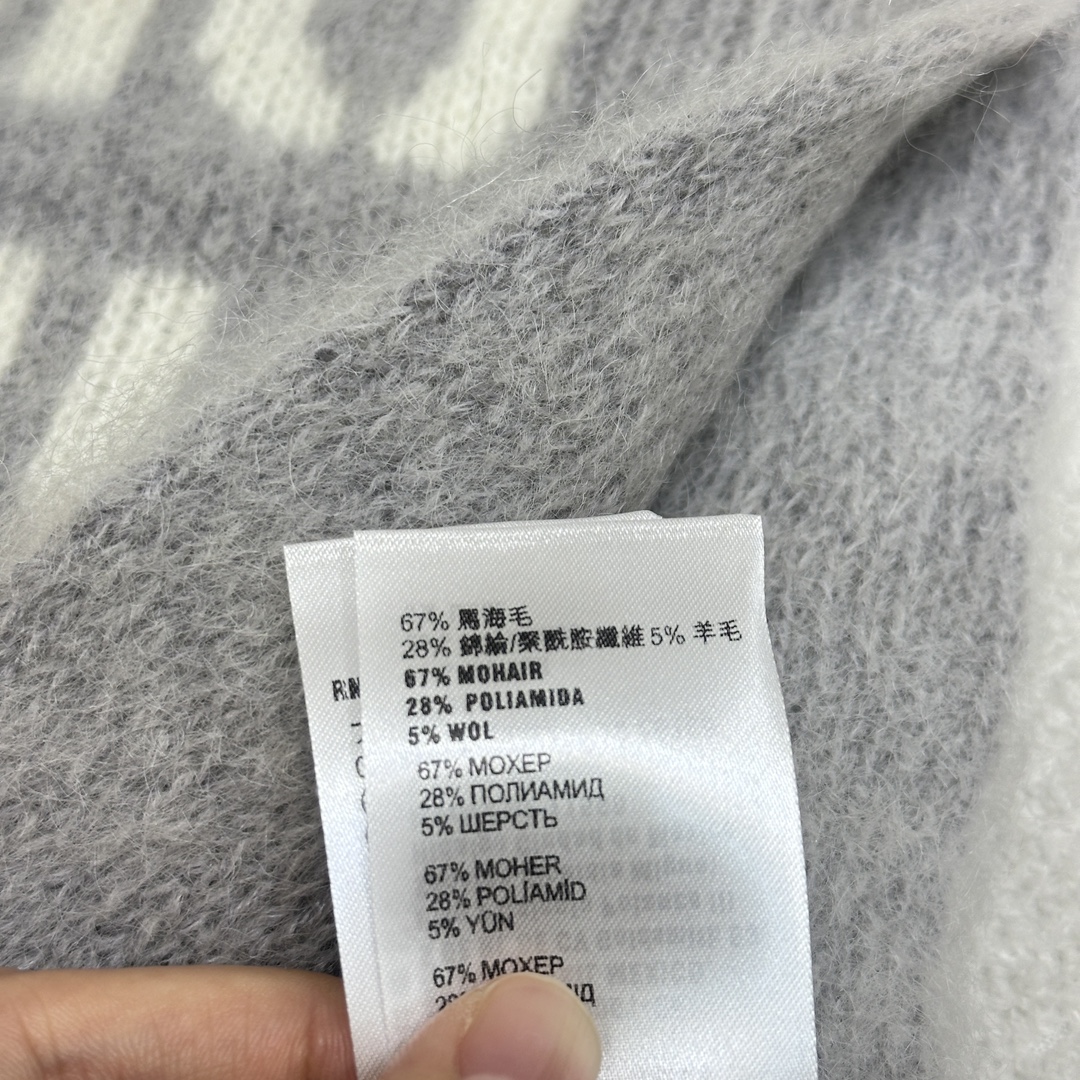 67% 馬海毛
28% 錦綸/聚酰胺纖維 5% 羊毛
67% MOHAIR
28% POLIAMIDA
5% WOL
67% МОХЕР
28% ПОЛИАМИД
5% ШЕРСТЬ
67% MOHER
28% POLİAMİD
5% YÜN
67% МОХЕР
RN